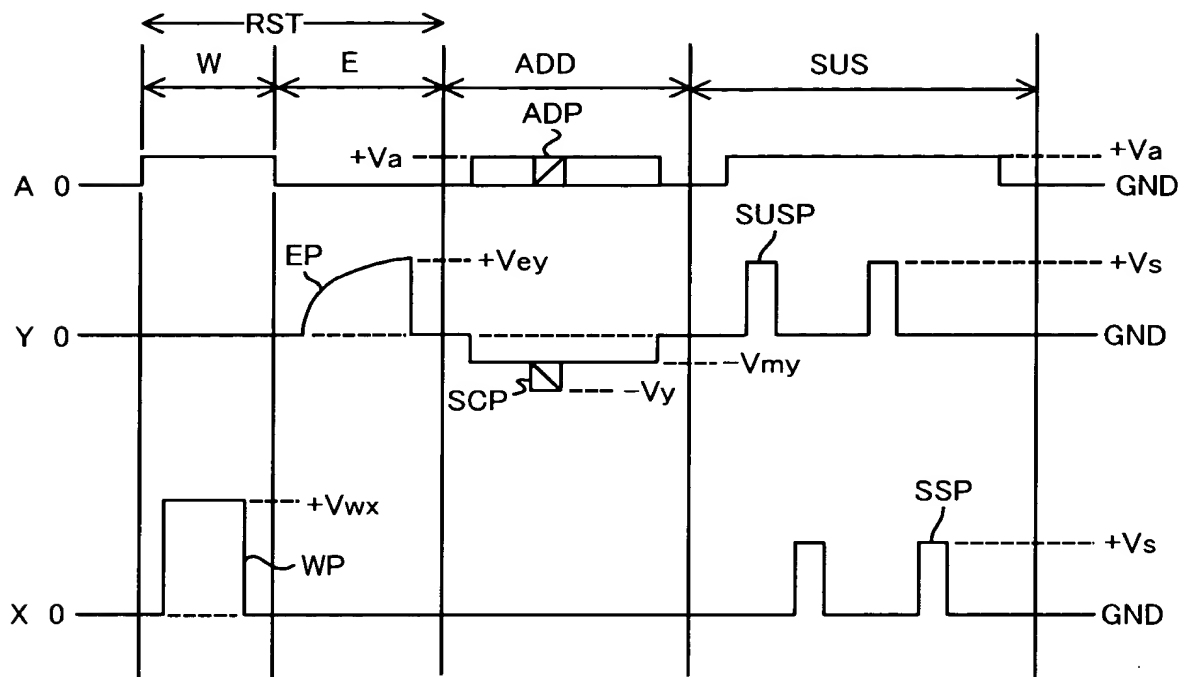 RST
W E ADD SUS
ADP
+Va +Va
A 0 GND
SUSP
EP +Vey +Vs
Y 0 GND
-Vmy
SCP -Vy
SSP
+Vwx
WP +Vs
X 0 GND